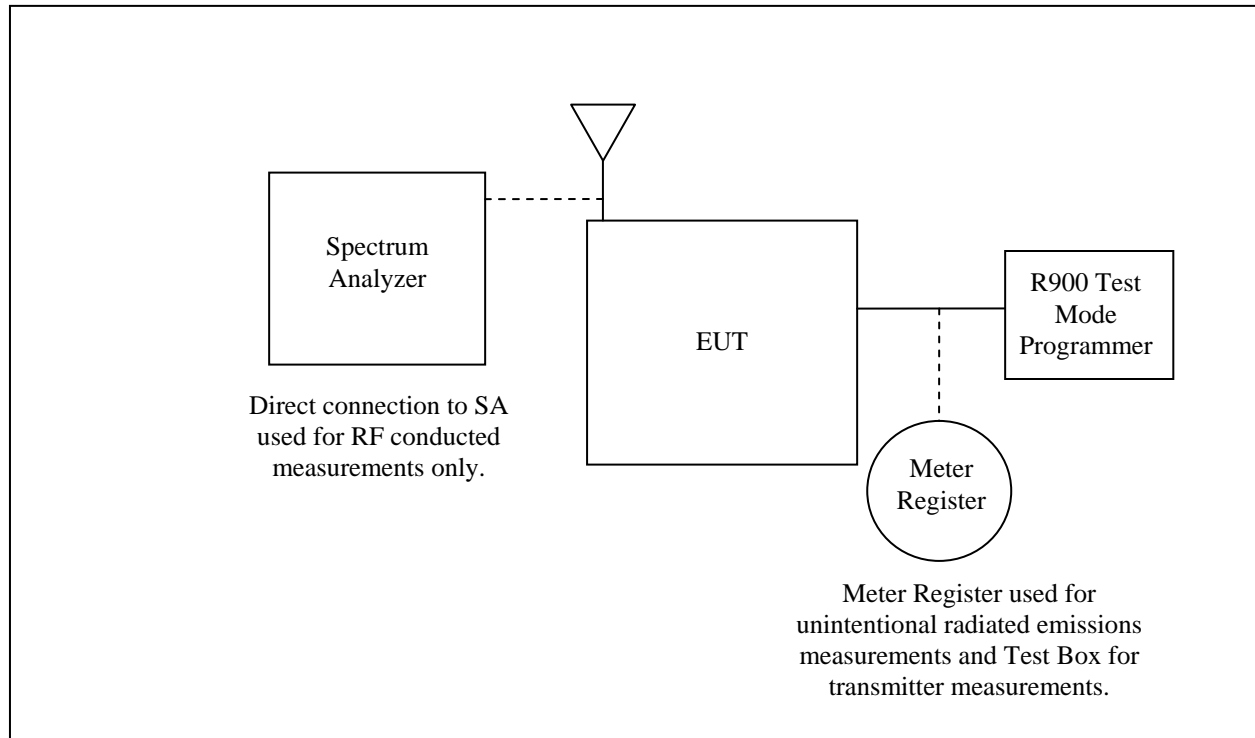 Spectrum
Analyzer
Direct connection to SA
used for RF conducted
measurements only.
EUT
R900 Test
Mode
Programmer
Meter
Register
Meter Register used for
unintentional radiated emissions
measurements and Test Box for
transmitter measurements.